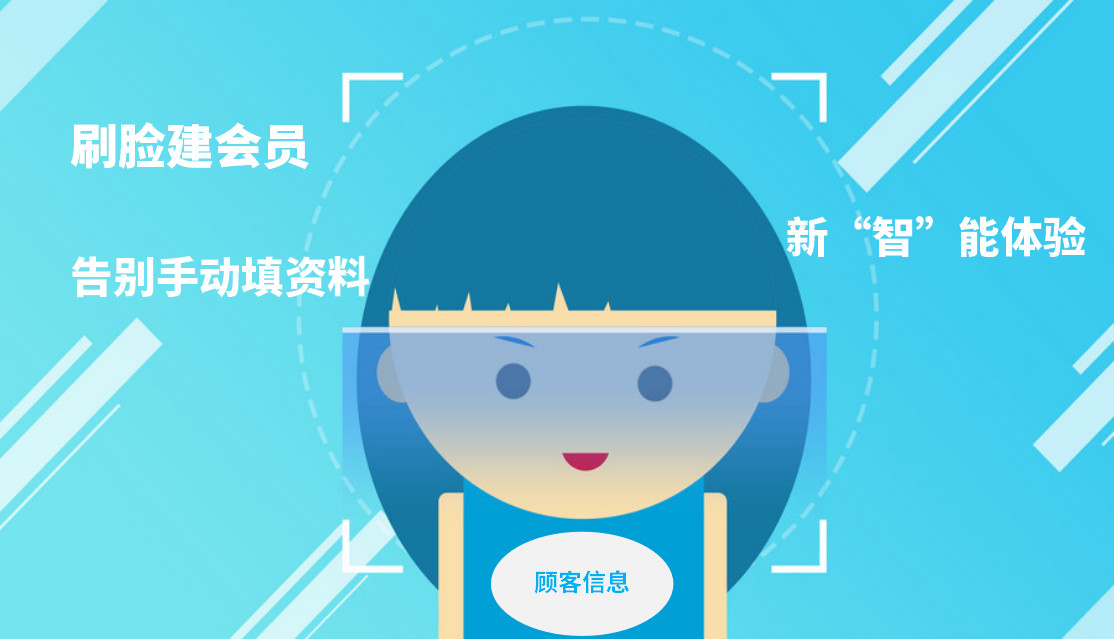 刷脸建会员
告别手动填资料
新“智”能体验
顾客信息